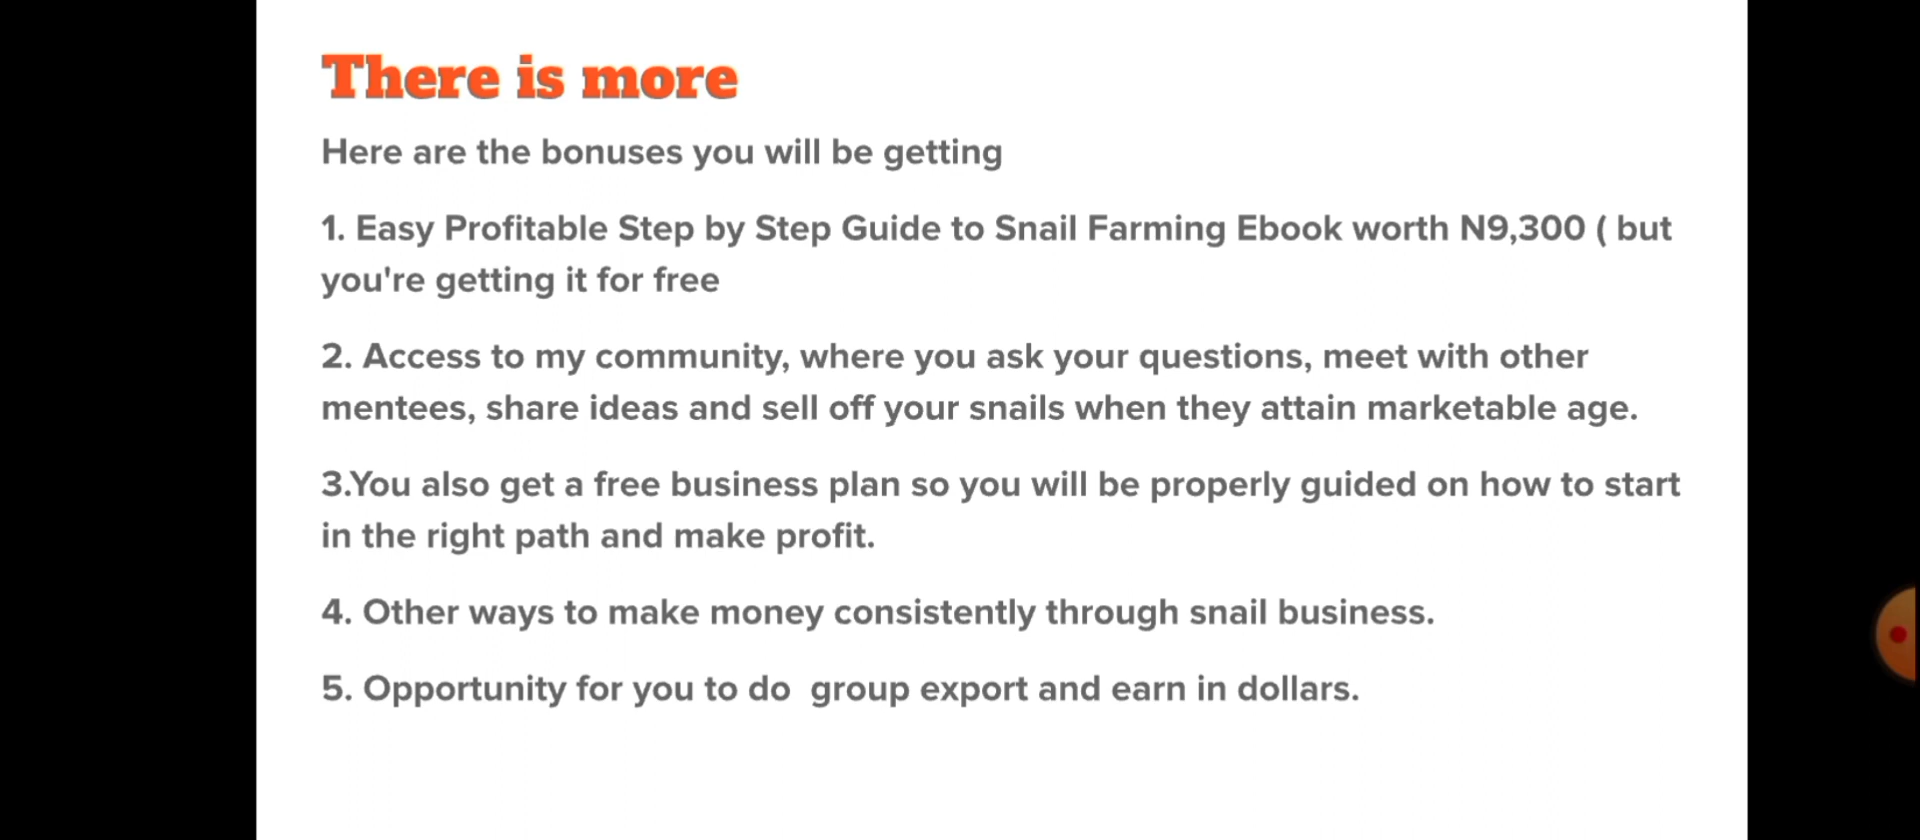 There is more
Here are the bonuses you will be getting
1. Easy Profitable Step by Step Guide to Snail Farming Ebook worth N9,300 ( but
you're getting it for free
2. Access to my community, where you ask your questions, meet with other
mentees, share ideas and sell off your snails when they attain marketable age.
3.You also get a free business plan so you will be properly guided on how to start
in the right path and make profit.
4. Other ways to make money consistently through snail business.
5. Opportunity for you to do  group export and earn in dollars.